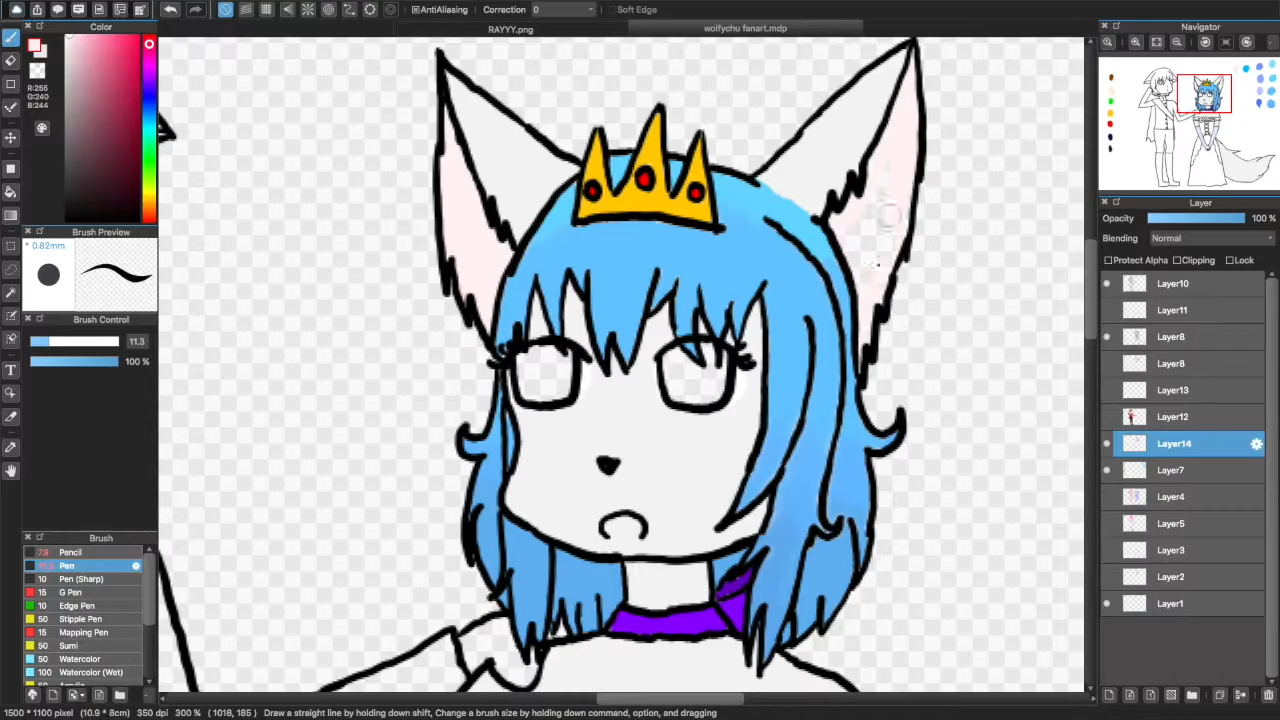 AntiAliasing
Correction
0
Soft Edge
Color
RAYYY.png
wolfychu fanart.mdp
Navigator
R:255
G:240
B:244
Brush Preview
* 0.82mm
Brush Control
11.3
100 %
Layer
Opacity
100 %
Blending
Normal
Protect Alpha
Clipping
Lock
Layer10
Layer11
Layer8
Layer8
Layer13
Layer12
Layer14
Layer7
Layer4
Layer5
Layer3
Layer2
Layer1
Brush
7.9 Pencil
11.3 Pen
10 Pen (Sharp)
15 G Pen
10 Edge Pen
50 Stipple Pen
15 Mapping Pen
50 Sumi
50 Watercolor
100 Watercolor (Wet)
1500 * 1100 pixel (10.9 * 8cm) 350 dpi 300 % ( 1018, 185 ) Draw a straight line by holding down shift, Change a brush size by holding down command, option, and dragging